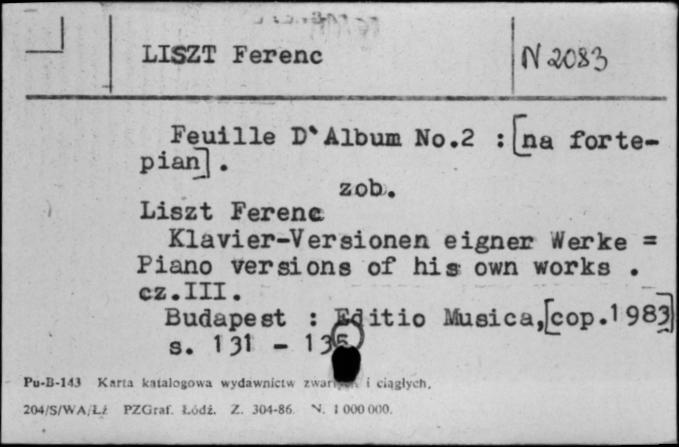 LISZT Ferenc
N 2083
Feuille D'Album No.2 : [na forte-
pian] .
zob.
Liszt Ferenc
Klavier-Versionen eigner Werke =
Piano versions of his own works .
cz.III.
Budapest : Editio Musica,[cop.1983]
s. 131 - 135
Pu-B-143 Karta katalogowa wydawnictw zwartych i ciągłych.
204/S/WA/Łż PZGraf. Łódź. Z. 304-86. N. 1 000 000.